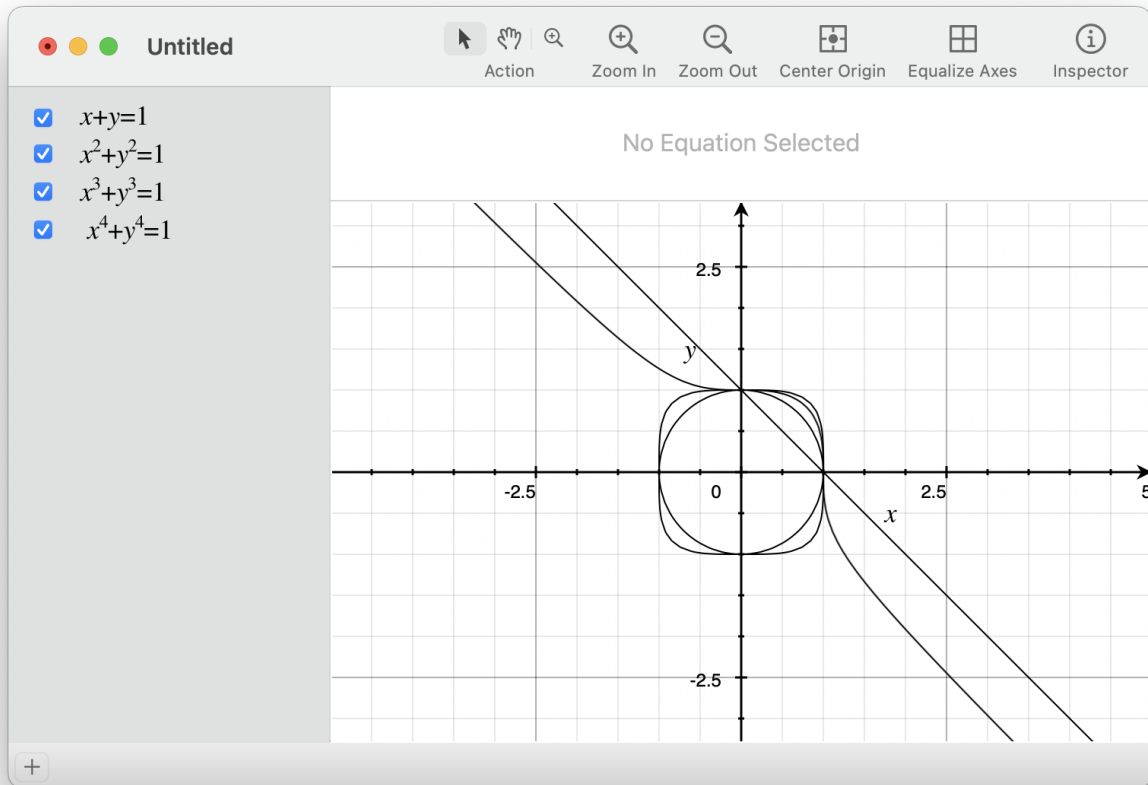 Untitled
Action
Zoom In
Zoom Out
Center Origin
Equalize Axes
Inspector
x+y=1
x²+y²=1
x³+y³=1
x⁴+y⁴=1
No Equation Selected
2.5
y
-2.5
0
2.5
5
x
-2.5